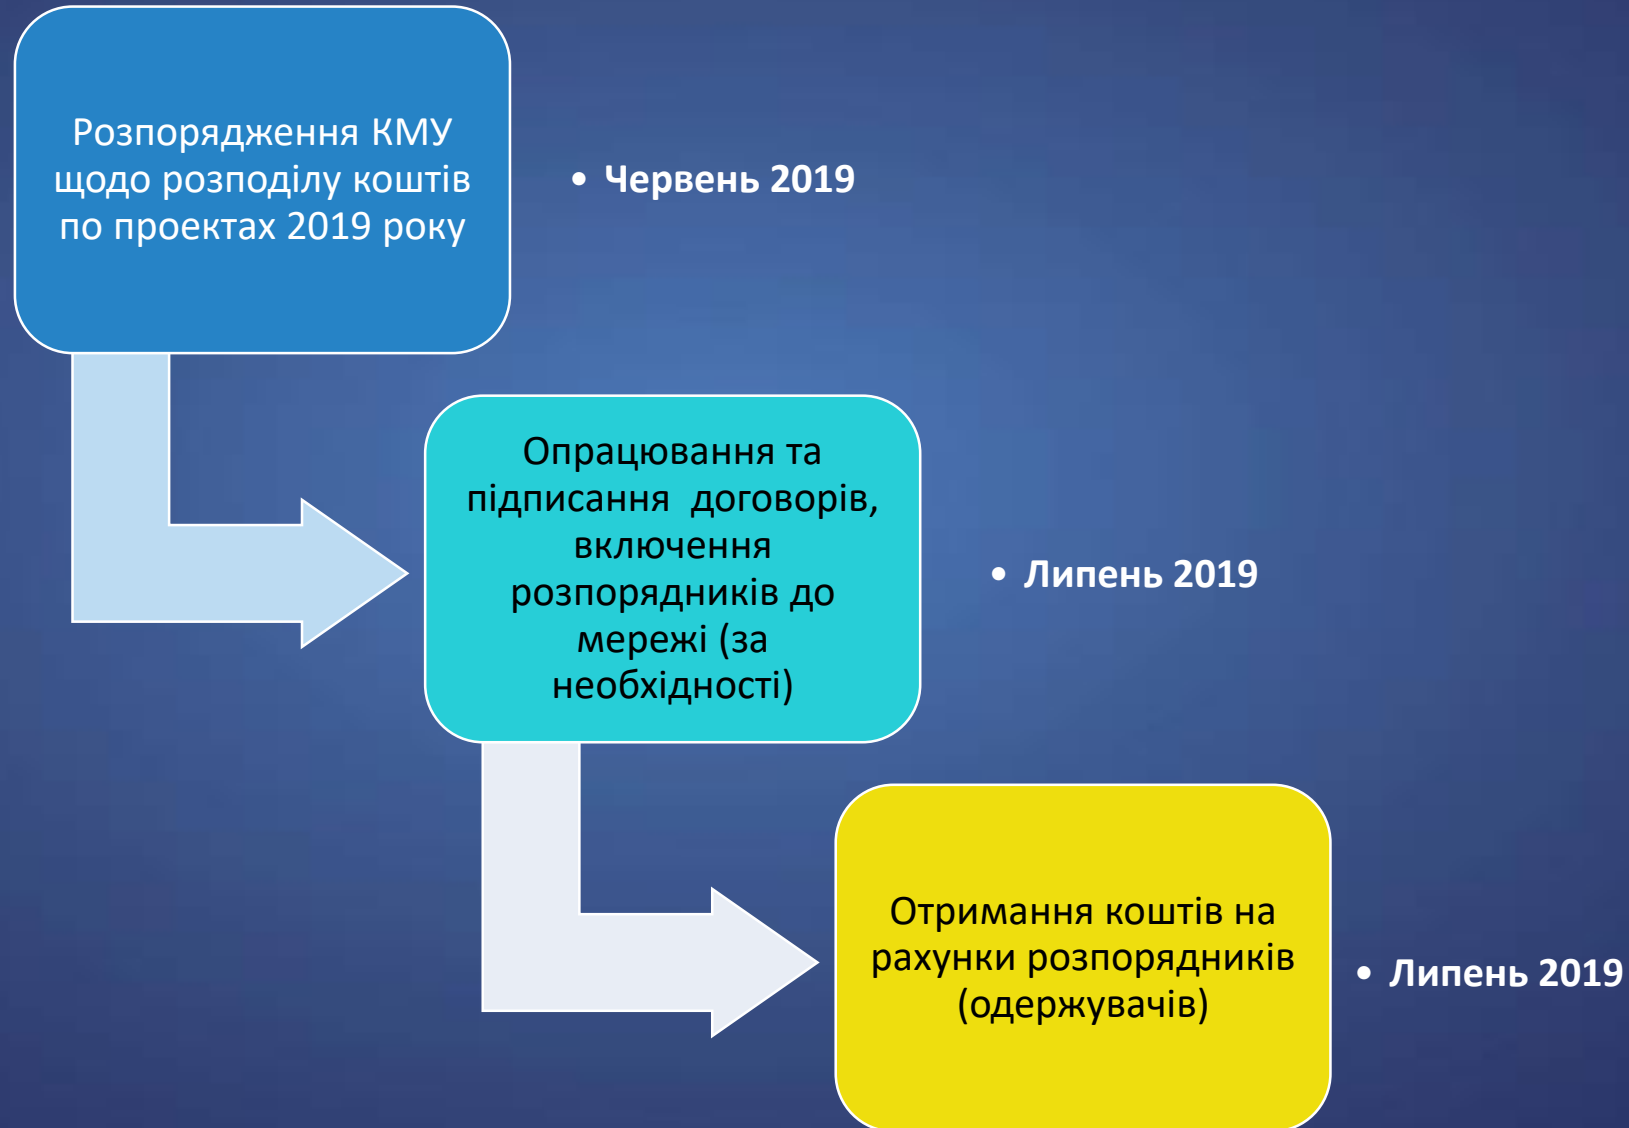 Розпорядження КМУ
щодо розподілу коштів
по проектах 2019 року
• Червень 2019
Опрацювання та
підписання договорів,
включення
розпорядників до
мережі (за
необхідності)
• Липень 2019
Отримання коштів на
рахунки розпорядників
(одержувачів)
• Липень 2019